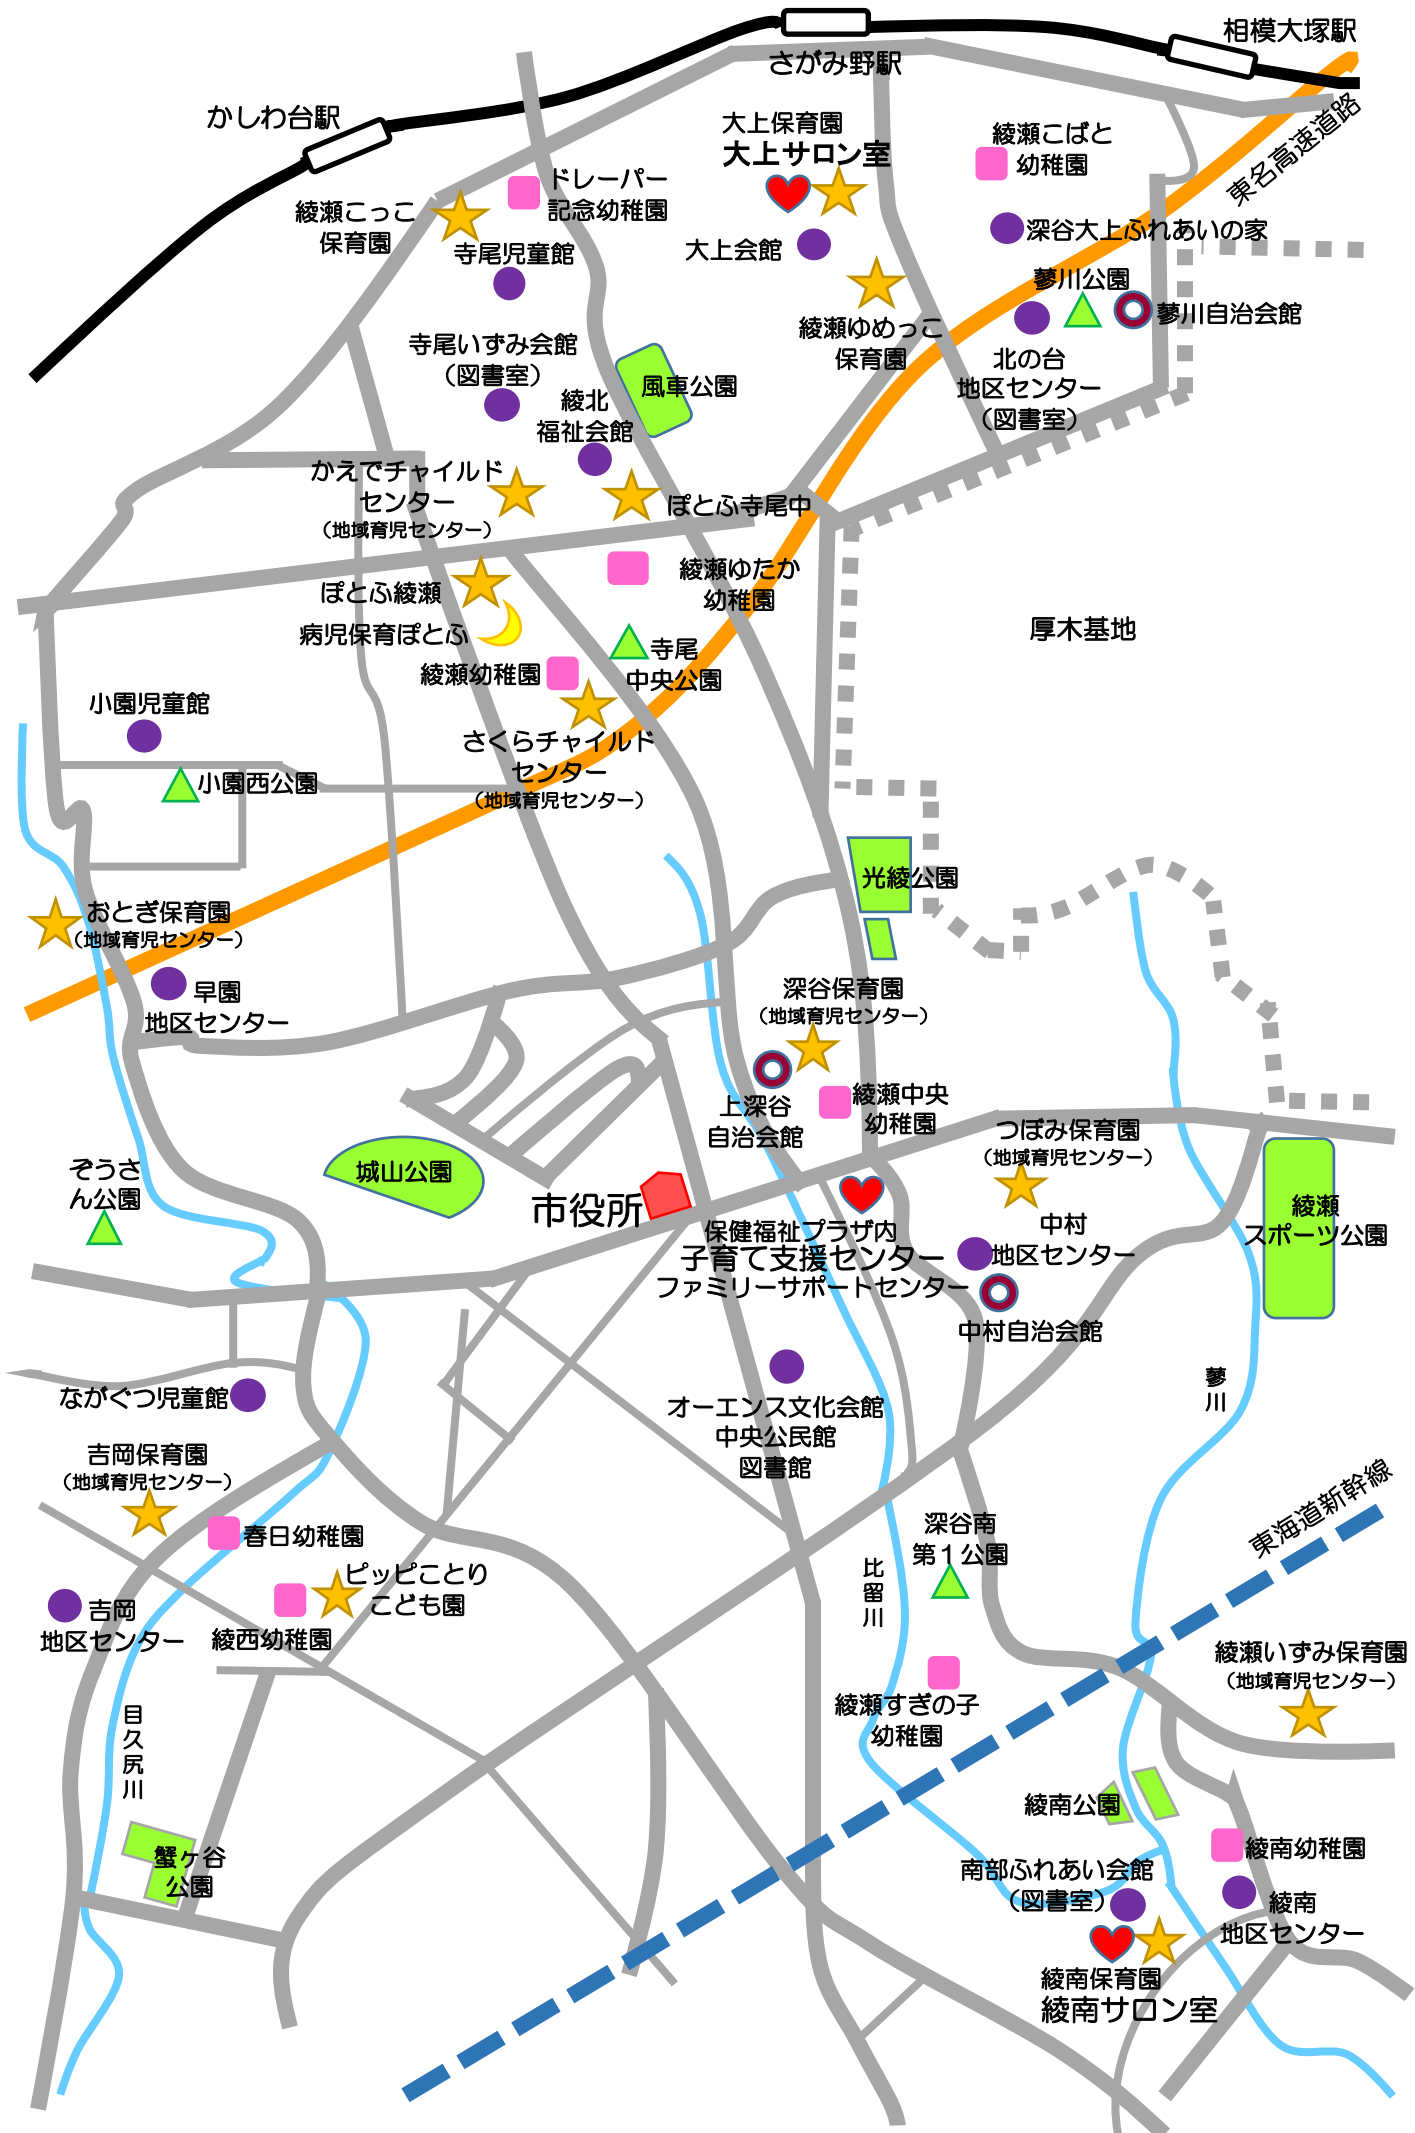 相模大塚駅
さがみ野駅
かしわ台駅
東名高速道路
大上保育園
大上サロン室
綾瀬こばと
幼稚園
ドレーパー
記念幼稚園
綾瀬こっこ
保育園
寺尾児童館
大上会館
深谷大上ふれあいの家
蓼川公園
蓼川自治会館
綾瀬ゆめっこ
保育園
北の台
地区センター
（図書室）
寺尾いずみ会館
（図書室）
風車公園
綾北
福祉会館
かえでチャイルド
センター
（地域育児センター）
ぽとふ寺尾中
綾瀬ゆたか
幼稚園
ぽとふ綾瀬
病児保育ぽとふ
厚木基地
寺尾
中央公園
綾瀬幼稚園
小園児童館
さくらチャイルド
センター
（地域育児センター）
小園西公園
光綾公園
おとぎ保育園
（地域育児センター）
早園
地区センター
深谷保育園
（地域育児センター）
上深谷
自治会館
綾瀬中央
幼稚園
つぼみ保育園
（地域育児センター）
ぞうさ
ん公園
城山公園
市役所
綾瀬
スポーツ公園
保健福祉プラザ内
子育て支援センター
ファミリーサポートセンター
中村
地区センター
中村自治会館
蓼川
ながぐつ児童館
オーエンス文化会館
中央公民館
図書館
吉岡保育園
（地域育児センター）
東海道新幹線
春日幼稚園
深谷南
第１公園
比留川
ピッピことり
こども園
吉岡
地区センター
綾西幼稚園
綾瀬いずみ保育園
（地域育児センター）
綾瀬すぎの子
幼稚園
目久尻川
綾南公園
綾南幼稚園
蟹ヶ谷
公園
南部ふれあい会館
（図書室）
綾南
地区センター
綾南保育園
綾南サロン室